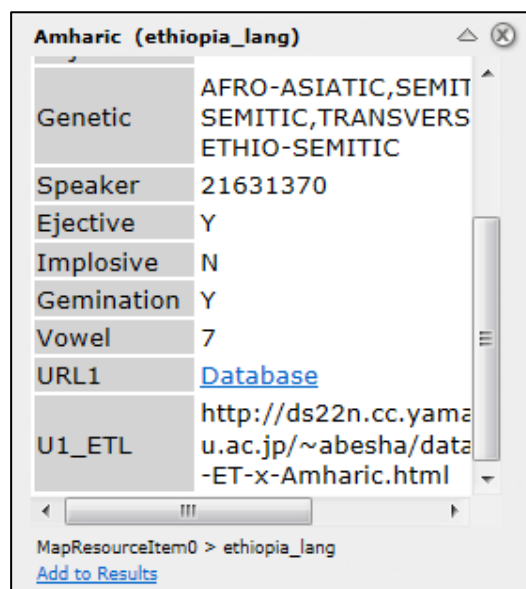 Amharic (ethiopia_lang)
AFRO-ASIATIC,SEMIT
Genetic SEMITIC,TRANSVERS
ETHIO-SEMITIC
Speaker 21631370
Ejective Y
Implosive N
Gemination Y
Vowel 7
URL1 Database
http://ds22n.cc.yama
U1_ETL u.ac.jp/~abesha/data
-ET-x-Amharic.html
MapResourceItem0 > ethiopia_lang
Add to Results